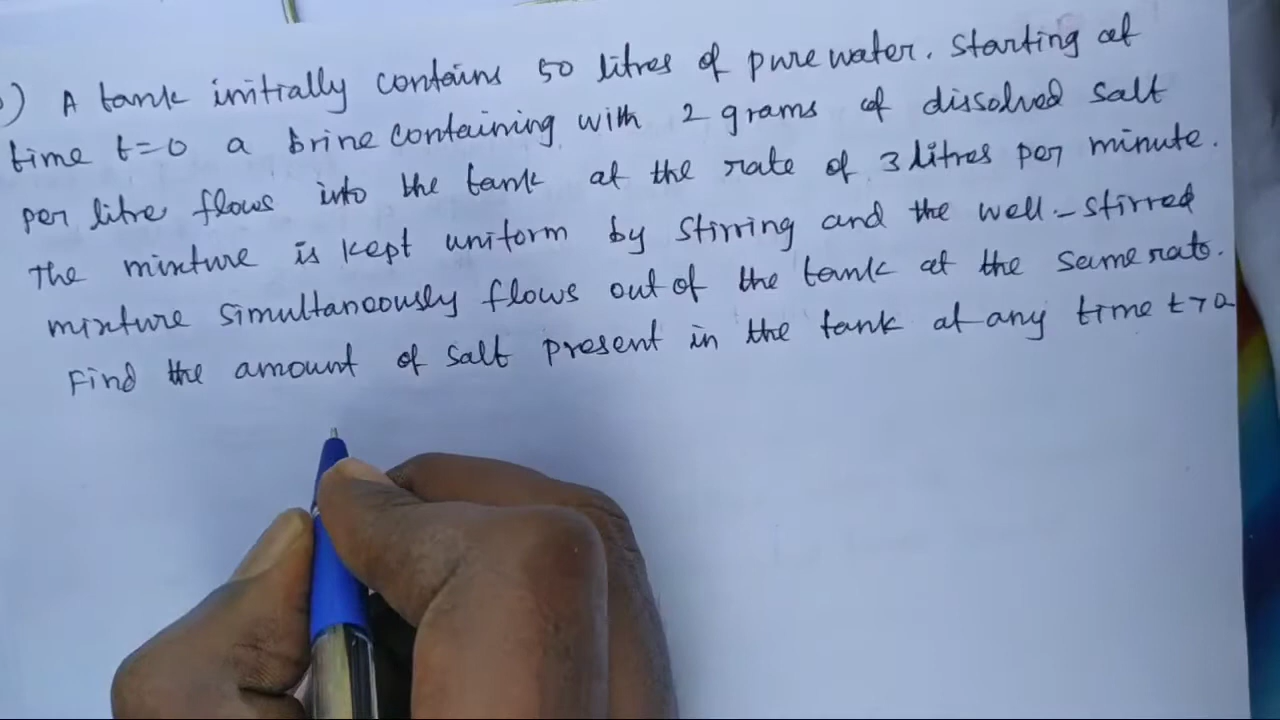 ) A tank initially contains 50 litres of pure water. Starting at
time t=0 a brine containing with 2 grams of dissolved salt
per litre flows into the tank at the rate of 3 litres per minute.
The mixture is kept uniform by stirring and the well-stirred
mixture simultaneously flows out of the tank at the same rate.
Find the amount of salt present in the tank at any time t>0